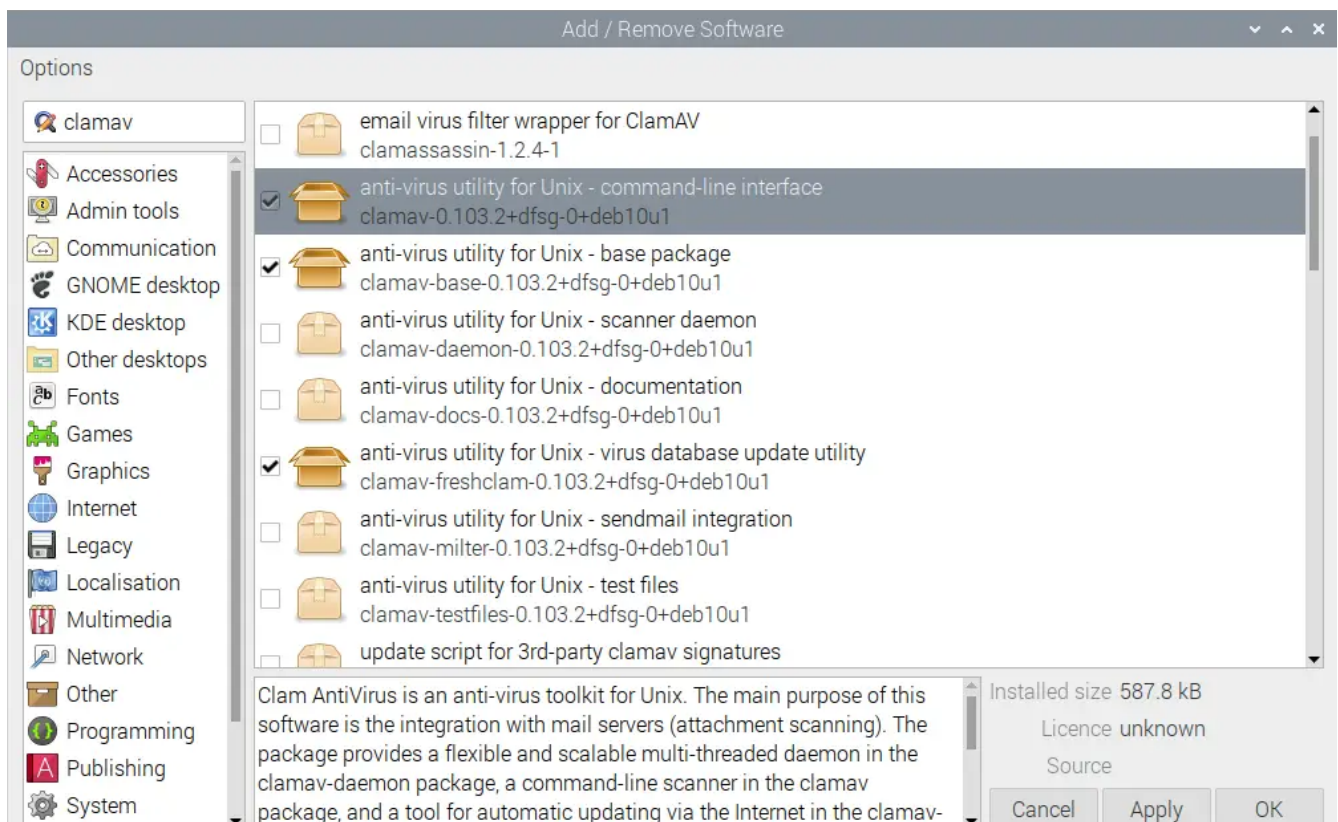 Add / Remove Software
Options
clamav
Accessories
Admin tools
Communication
GNOME desktop
KDE desktop
Other desktops
Fonts
Games
Graphics
Internet
Legacy
Localisation
Multimedia
Network
Other
Programming
Publishing
System
email virus filter wrapper for ClamAV
clamassassin-1.2.4-1
anti-virus utility for Unix - command-line interface
clamav-0.103.2+dfsg-0+deb10u1
anti-virus utility for Unix - base package
clamav-base-0.103.2+dfsg-0+deb10u1
anti-virus utility for Unix - scanner daemon
clamav-daemon-0.103.2+dfsg-0+deb10u1
anti-virus utility for Unix - documentation
clamav-docs-0.103.2+dfsg-0+deb10u1
anti-virus utility for Unix - virus database update utility
clamav-freshclam-0.103.2+dfsg-0+deb10u1
anti-virus utility for Unix - sendmail integration
clamav-milter-0.103.2+dfsg-0+deb10u1
anti-virus utility for Unix - test files
clamav-testfiles-0.103.2+dfsg-0+deb10u1
update script for 3rd-party clamav signatures
Clam AntiVirus is an anti-virus toolkit for Unix. The main purpose of this
software is the integration with mail servers (attachment scanning). The
package provides a flexible and scalable multi-threaded daemon in the
clamav-daemon package, a command-line scanner in the clamav
package, and a tool for automatic updating via the Internet in the clamav-
Installed size 587.8 kB
Licence unknown
Source
Cancel
Apply
OK